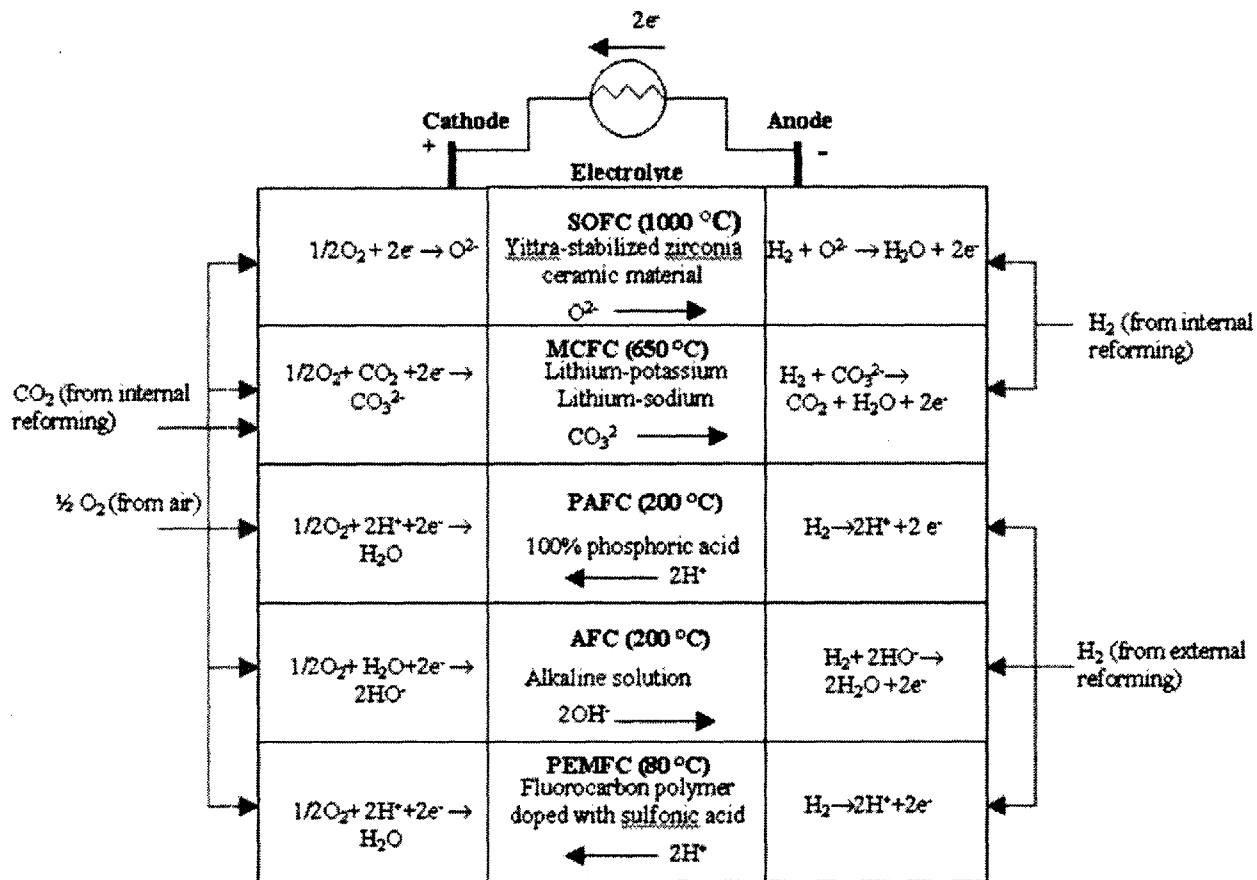 2e-
Cathode
+
Anode
-
Electrolyte
1/2O₂ + 2e → O²⁻
SOFC (1000 °C)
Yittra-stabilized zirconia
ceramic material
O²⁻
H₂ + O²⁻ → H₂O + 2e⁻
1/2O₂+ CO₂ +2e⁻ →
CO₃²⁻
MCFC (650 °C)
Lithium-potassium
Lithium-sodium
CO₃²
H₂ + CO₃²⁻→
CO₂ + H₂O + 2e⁻
H₂ (from internal
reforming)
CO₂ (from internal
reforming)
½ O₂ (from air)
1/2O₂+ 2H⁺+2e⁻ →
H₂O
PAFC (200 °C)
100% phosphoric acid
2H⁺
H₂→2H⁺ +2 e⁻
1/2O₂+ H₂O+2e⁻ →
2HO⁻
AFC (200 °C)
Alkaline solution
2OH⁻
H₂+ 2HO⁻→
2H₂O +2e⁻
H₂ (from external
reforming)
1/2O₂+ 2H⁺+2e⁻ →
H₂O
PEMFC (80 °C)
Fluorocarbon polymer
doped with sulfonic acid
2H⁺
H₂→2H⁺+2e⁻